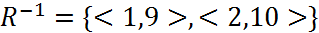 R⁻¹ = {< 1,9 >, < 2,10 >}